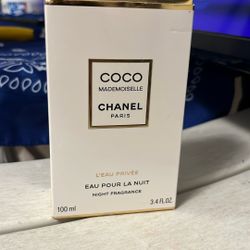 COCO
MADEMOISELLE
CHANEL
PARIS
L'EAU PRIVÉE
EAU POUR LA NUIT
NIGHT FRAGRANCE
100 ml
3.4 FL.OZ.